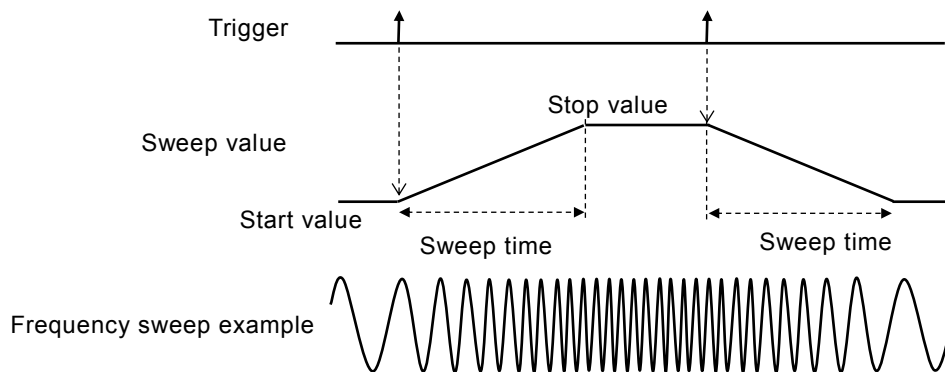 Trigger
Stop value
Sweep value
Start value
Sweep time
Sweep time
Frequency sweep example